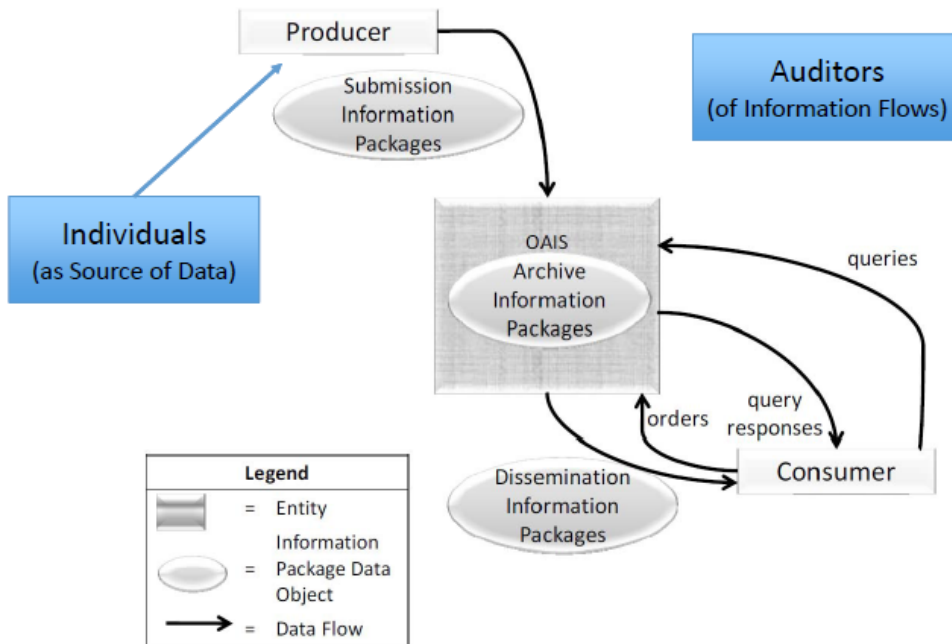 Producer
Submission
Information
Packages
Auditors
(of Information Flows)
Individuals
(as Source of Data)
OAIS
Archive
Information
Packages
queries
query
responses
orders
Consumer
Dissemination
Information
Packages
Legend
= Entity
Information
= Package Data
Object
= Data Flow